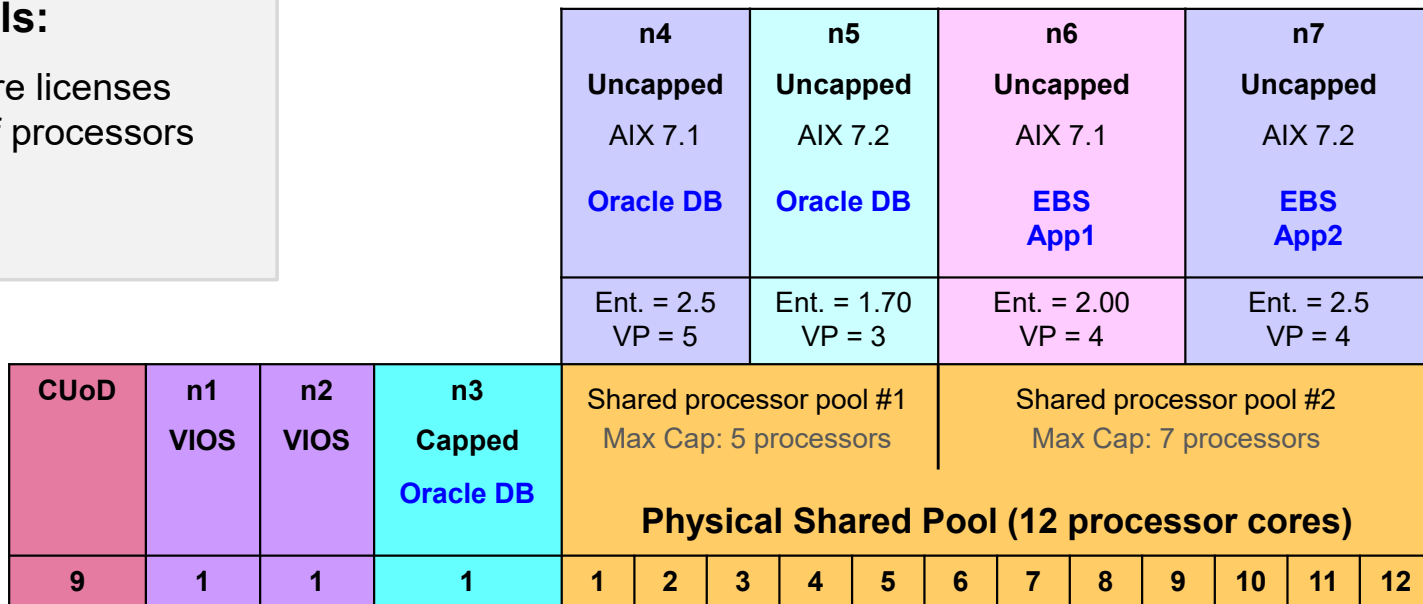 ls:
re licenses
f processors
n4 n5 n6 n7
Uncapped Uncapped Uncapped Uncapped
AIX 7.1 AIX 7.2 AIX 7.1 AIX 7.2
Oracle DB Oracle DB EBS EBS
App1 App2
Ent. = 2.5 Ent. = 1.70 Ent. = 2.00 Ent. = 2.5
VP = 5 VP = 3 VP = 4 VP = 4
CUoD n1 n2 n3 Shared processor pool #1 Shared processor pool #2
VIOS VIOS Capped Max Cap: 5 processors Max Cap: 7 processors
Oracle DB
Physical Shared Pool (12 processor cores)
9 1 1 1 1 2 3 4 5 6 7 8 9 10 11 12